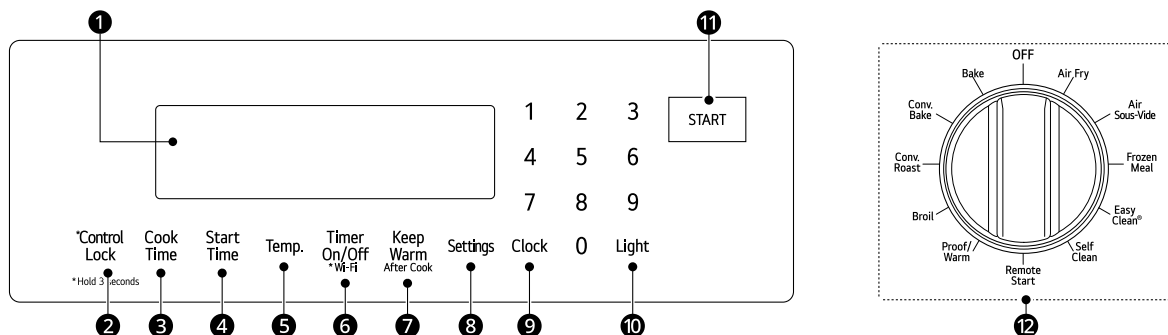 1
11
1 2 3
START
4 5 6
7 8 9
0
*Control
Lock
*Hold 3 seconds
Cook
Time
Start
Time
Temp.
Timer
On/Off
*Wi-Fi
Keep
Warm
After Cook
Settings
Clock
Light
2 3 4 5 6 7 8 9 10
OFF
Air Fry
Air
Sous-Vide
Frozen
Meal
Easy
Clean®
Self
Clean
Remote
Start
Proof/
Warm
Broil
Conv.
Roast
Conv.
Bake
Bake
12